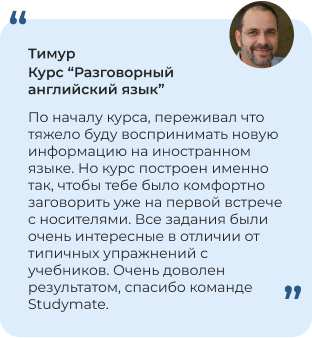 “
Тимур
Курс “Разговорный
английский язык”
По началу курса, переживал что
тяжело буду воспринимать новую
информацию на иностранном
языке. Но курс построен именно
так, чтобы тебе было комфортно
заговорить уже на первой встрече
с носителями. Все задания были
очень интересные в отличии от
типичных упражнений с
учебников. Очень доволен
результатом, спасибо команде
Studymate.
”